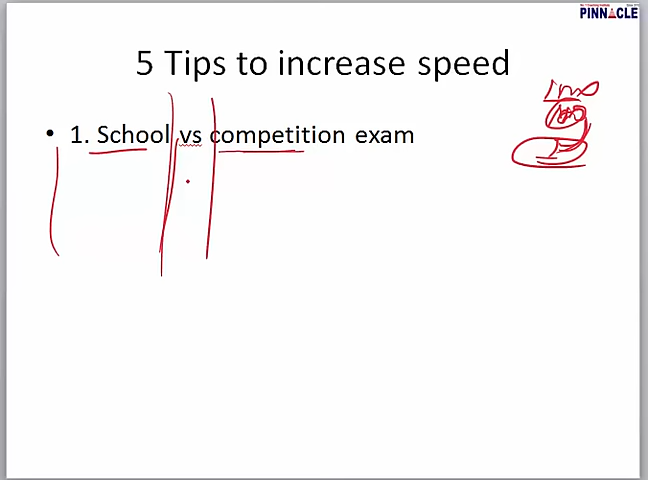 PINNACLE
5 Tips to increase speed
• 1. School vs competition exam